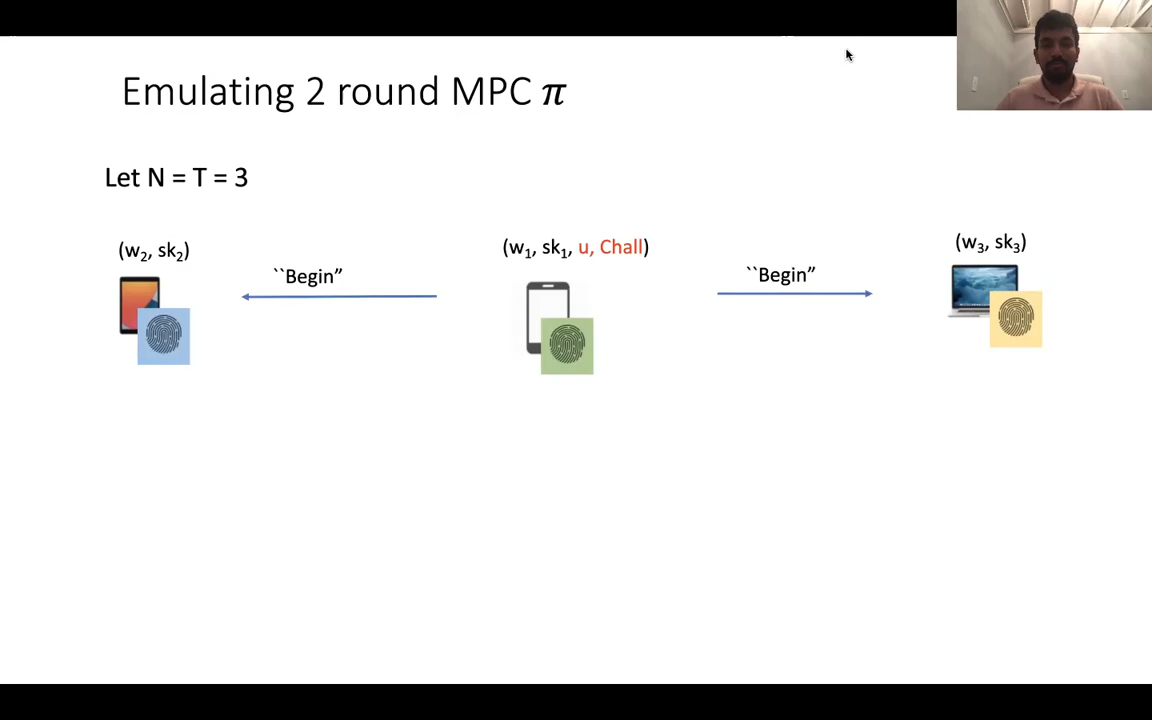 Emulating 2 round MPC π
Let N = T = 3
(w₂, sk₂)
``Begin”
(w₁, sk₁, u, Chall)
``Begin”
(w₃, sk₃)